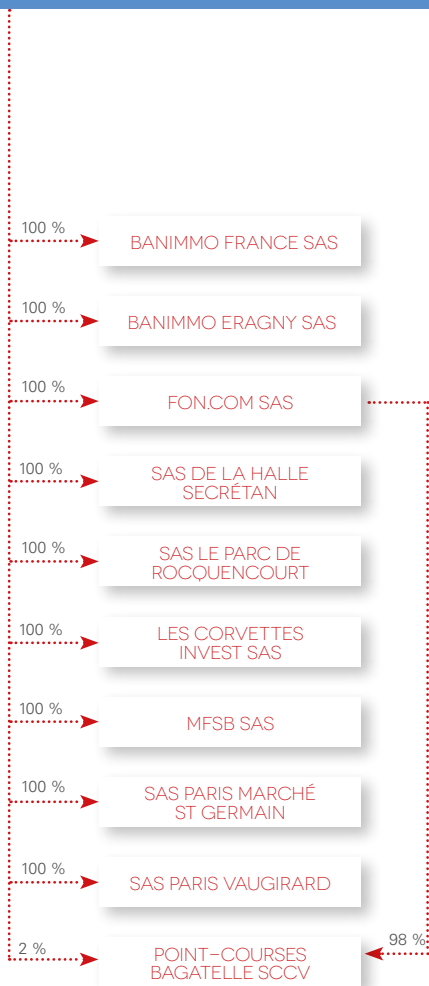 100 %
BANIMMO FRANCE SAS
100 %
BANIMMO ERAGNY SAS
100 %
FON.COM SAS
100 %
SAS DE LA HALLE
SECRÉTAN
100 %
SAS LE PARC DE
ROCQUENCOURT
100 %
LES CORVETTES
INVEST SAS
100 %
MFSB SAS
100 %
SAS PARIS MARCHÉ
ST GERMAIN
100 %
SAS PARIS VAUGIRARD
2 %
POINT-COURSES
BAGATELLE SCCV
98 %